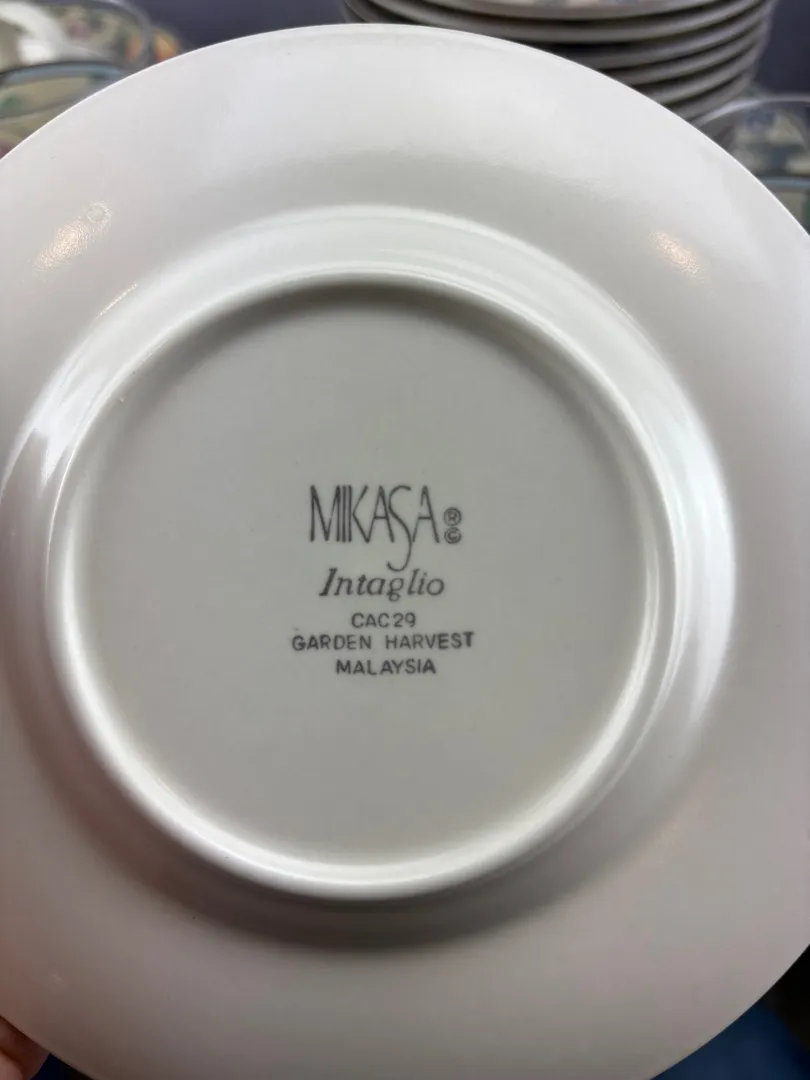 MIKASA ® ©
Intaglio
CAC29
GARDEN HARVEST
MALAYSIA